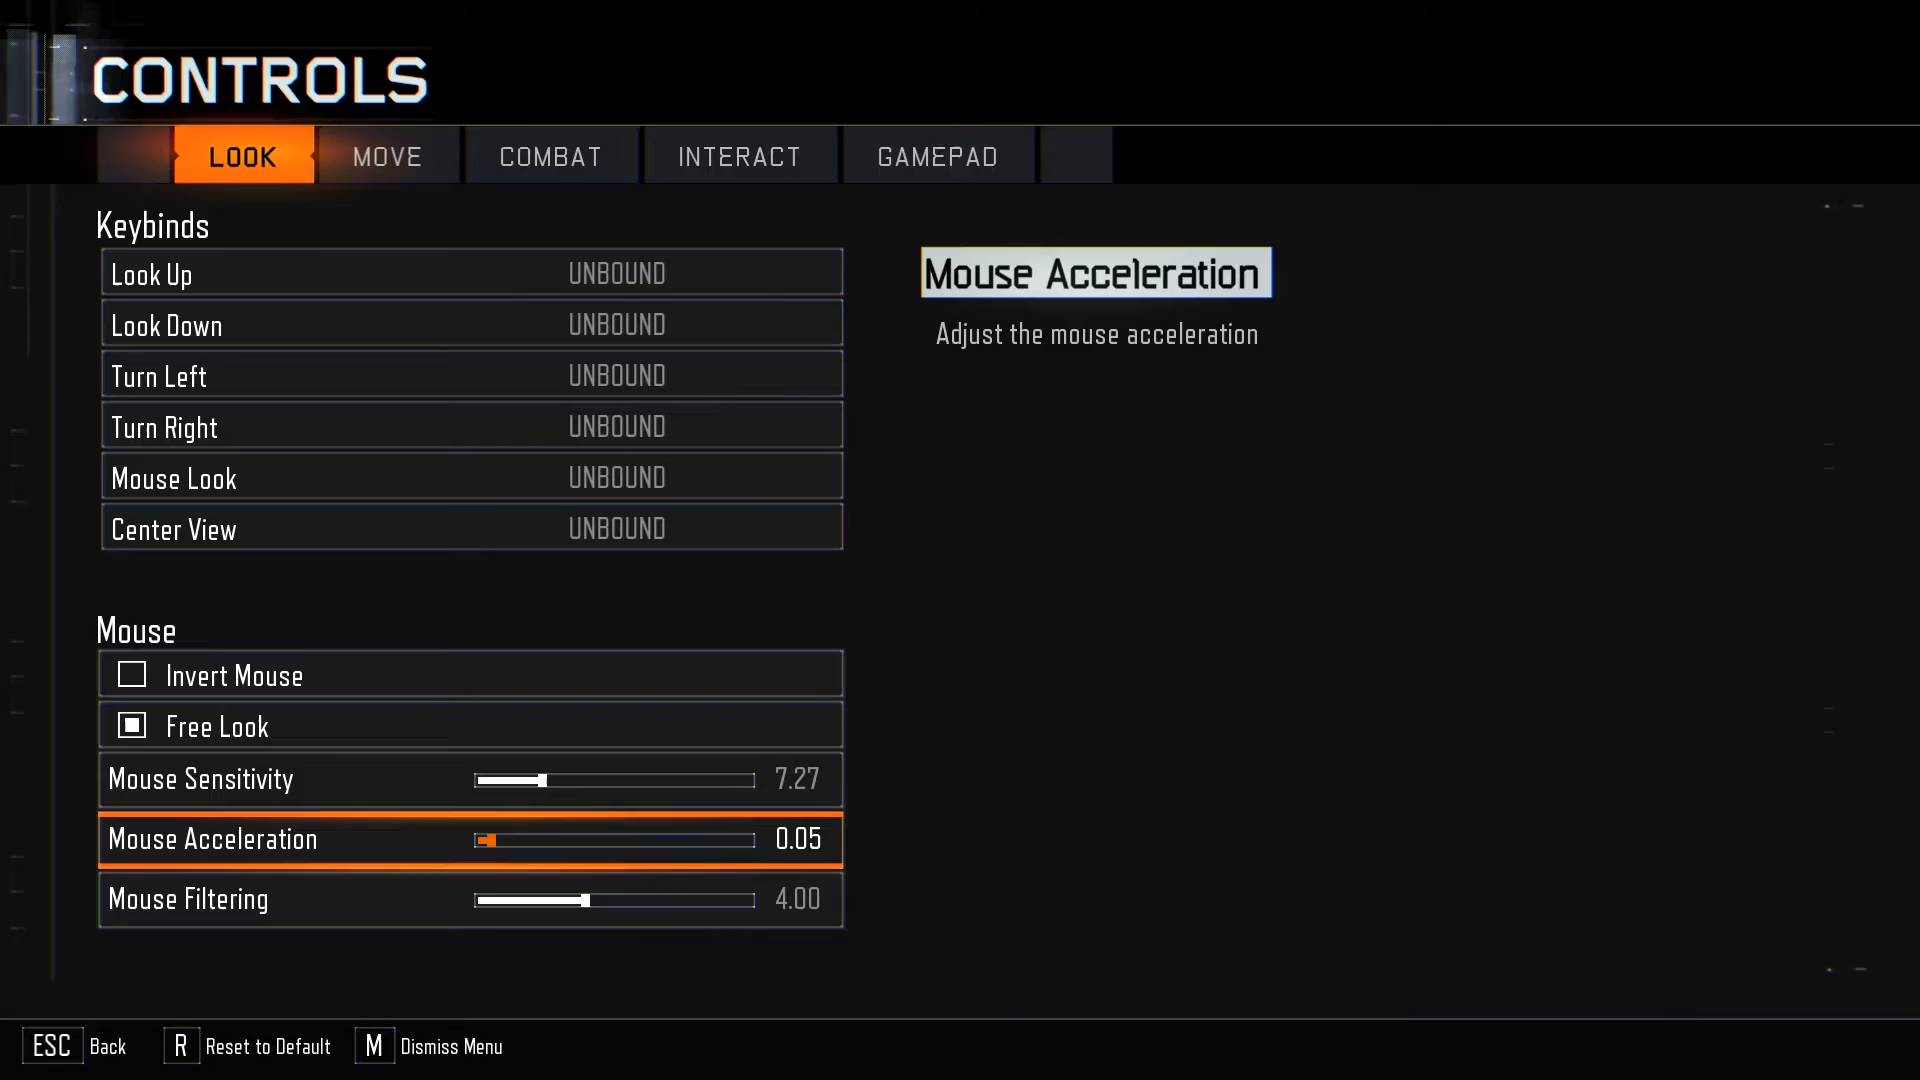 CONTROLS
LOOK MOVE COMBAT INTERACT GAMEPAD
Keybinds
Look Up UNBOUND
Look Down UNBOUND
Turn Left UNBOUND
Turn Right UNBOUND
Mouse Look UNBOUND
Center View UNBOUND
Mouse Acceleration
Adjust the mouse acceleration
Mouse
Invert Mouse
Free Look
Mouse Sensitivity 7.27
Mouse Acceleration 0.05
Mouse Filtering 4.00
ESC Back R Reset to Default M Dismiss Menu